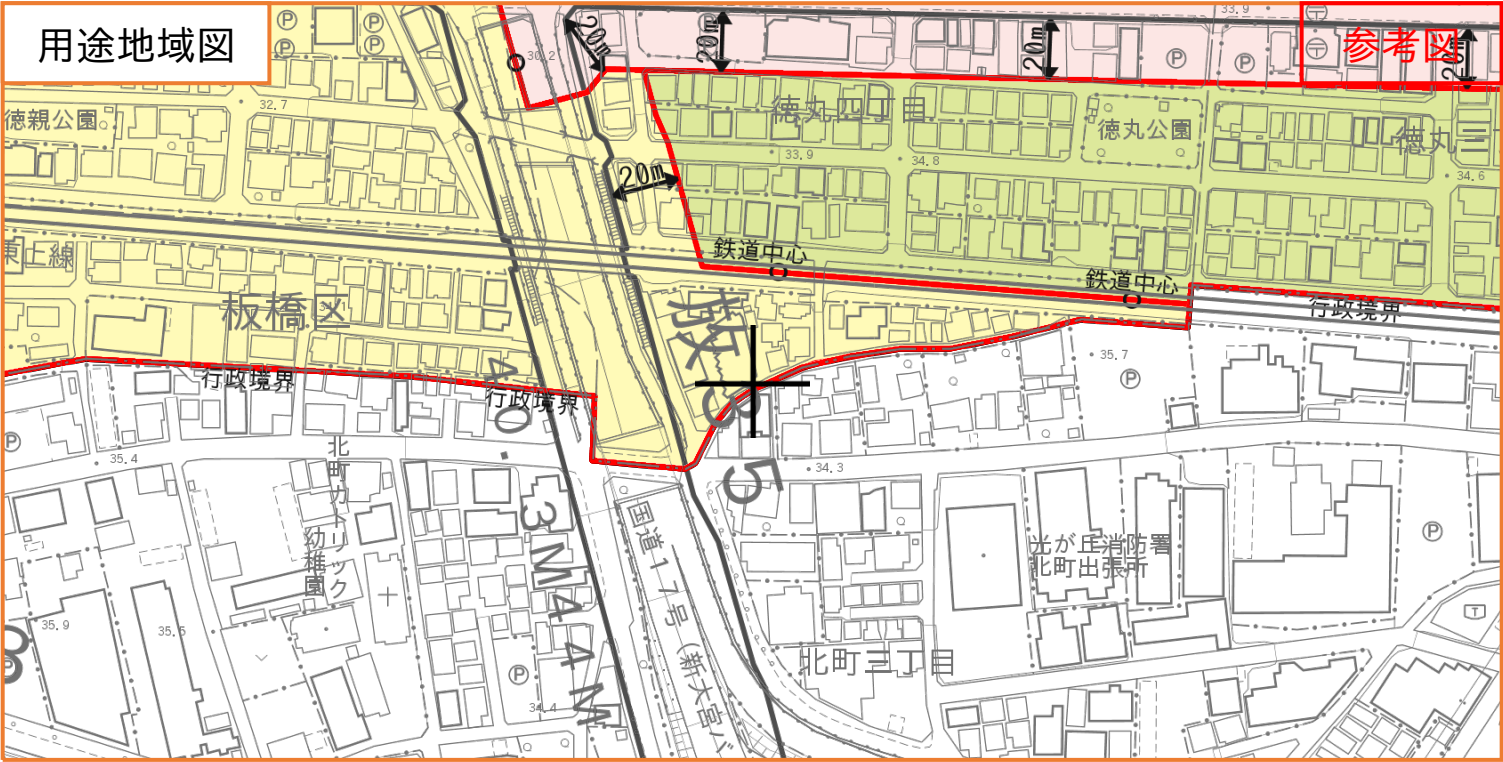 用途地域図
参考図
33.9
30.2
20m
20m
20m
20m
32.7
徳親公園
徳丸四丁目
徳丸公園
徳丸三丁
33.9
34.8
34.6
20m
東上線
鉄道中心
鉄道中心
行政境界
板橋区
35.7
行政境界
行政境界
35.4
34.3
北町カトリック
幼稚園
40.3M44M
5
国道17号(新大宮バ
光が丘消防署
北町出張所
35.9
35.5
北町三丁目
34.4
P
P
P
P
P
P
P
P
P
P
P